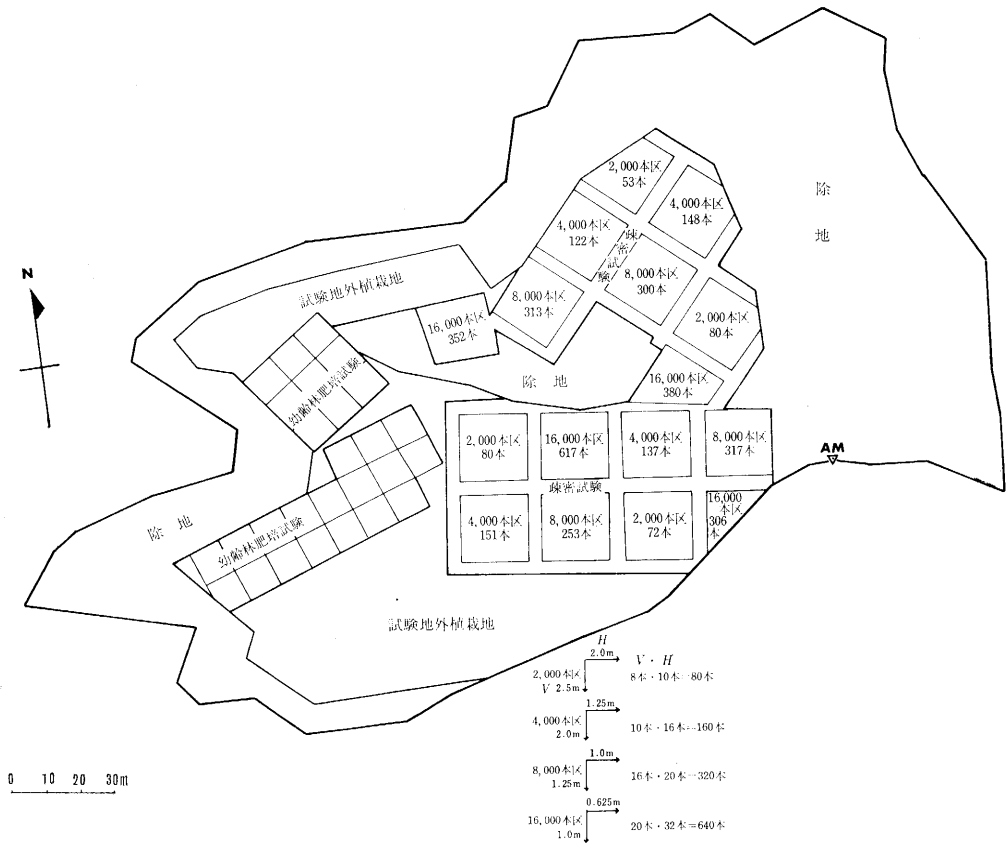 除
地
2,000本区
53本
4,000本区
148本
4,000本区
122本
疎密試験
8,000本区
300本
8,000本区
313本
2,000本区
80本
16,000本区
380本
N
試験地外植栽地
16,000本区
352本
幼齢林肥培試験
除地
2,000本区
80本
16,000本区
617本
4,000本区
137本
8,000本区
317本
AM
疎密試験
4,000本区
151本
8,000本区
253本
2,000本区
72本
16,000
本区
306
本
除地
幼齢林肥培試験
試験地外植栽地
H
2.0m
V・H
2,000本区
V 2.5m
8本・10本=80本
1.25m
4,000本区
2.0m
10本・16本=160本
1.0m
8,000本区
1.25m
16本・20本=320本
0.625m
16,000本区
1.0m
20本・32本=640本
0 10 20 30m